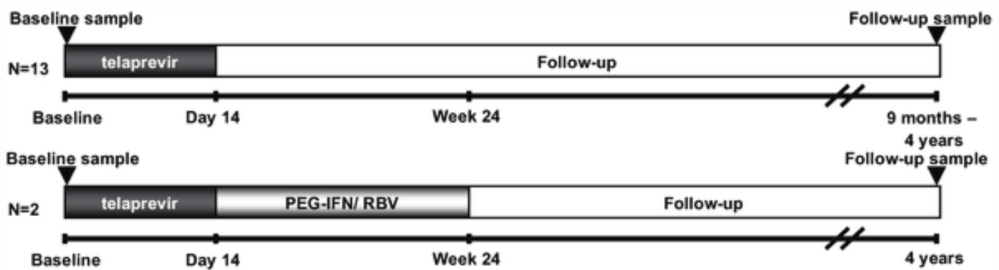 Baseline sample Follow-up sample
N=13 telaprevir Follow-up
Baseline Day 14 Week 24 9 months –
4 years
Baseline sample Follow-up sample
N=2 telaprevir PEG-IFN/ RBV Follow-up
Baseline Day 14 Week 24 4 years